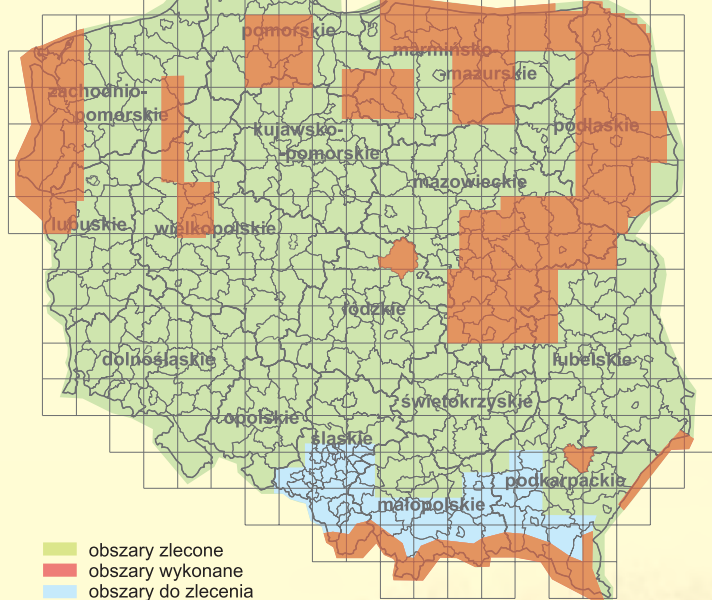 pomorskie
warmińsko-
-mazurskie
zachodnio-
pomorskie
kujawsko-
-pomorskie
podlaskie
mazowieckie
lubuskie
wielkopolskie
łódzkie
dolnośląskie
lubelskie
świętokrzyskie
opolskie
śląskie
podkarpackie
małopolskie
obszary zlecone
obszary wykonane
obszary do zlecenia